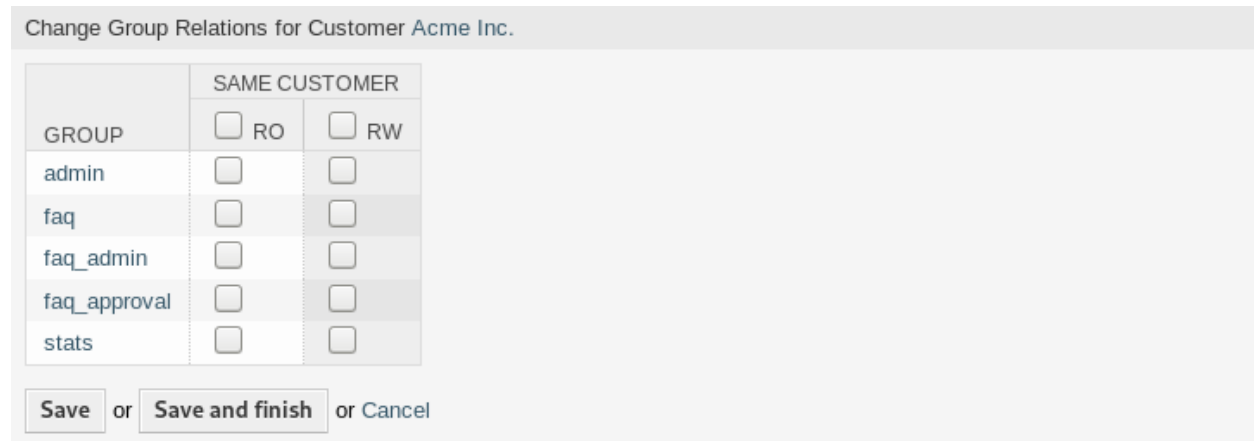 Change Group Relations for Customer Acme Inc.
SAME CUSTOMER
GROUP RO RW
admin
faq
faq_admin
faq_approval
stats
Save or Save and finish or Cancel